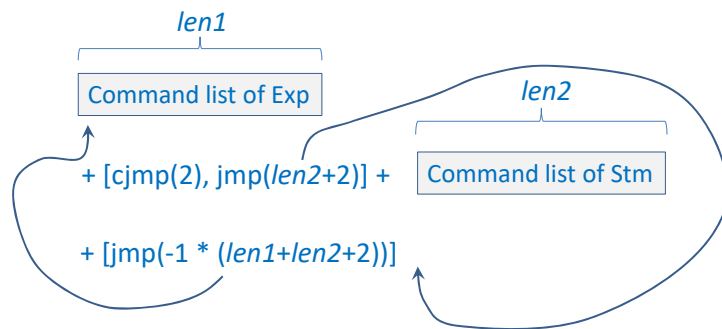 len1
Command list of Exp
len2
+ [cjmp(2), jmp(len2+2)] +
Command list of Stm
+ [jmp(-1 * (len1+len2+2))]